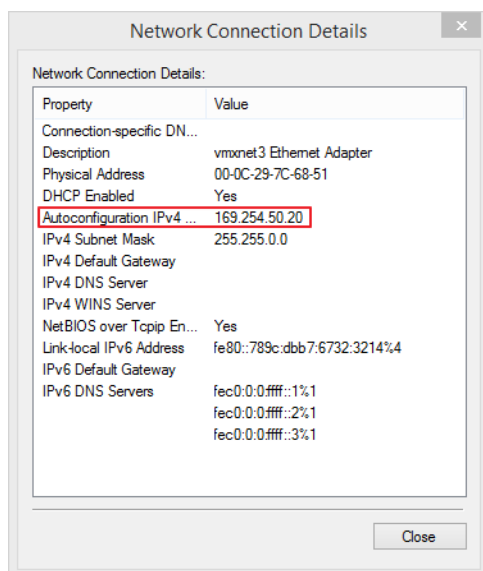 Network Connection Details
Network Connection Details:
Property Value
Connection-specific DN...
Description vmxnet3 Ethernet Adapter
Physical Address 00-0C-29-7C-68-51
DHCP Enabled Yes
Autoconfiguration IPv4 ... 169.254.50.20
IPv4 Subnet Mask 255.255.0.0
IPv4 Default Gateway
IPv4 DNS Server
IPv4 WINS Server
NetBIOS over Tcpip En... Yes
Link-local IPv6 Address fe80::789c:dbb7:6732:3214%4
IPv6 Default Gateway
IPv6 DNS Servers fec0:0:0:ffff::1%1
fec0:0:0:ffff::2%1
fec0:0:0:ffff::3%1
Close